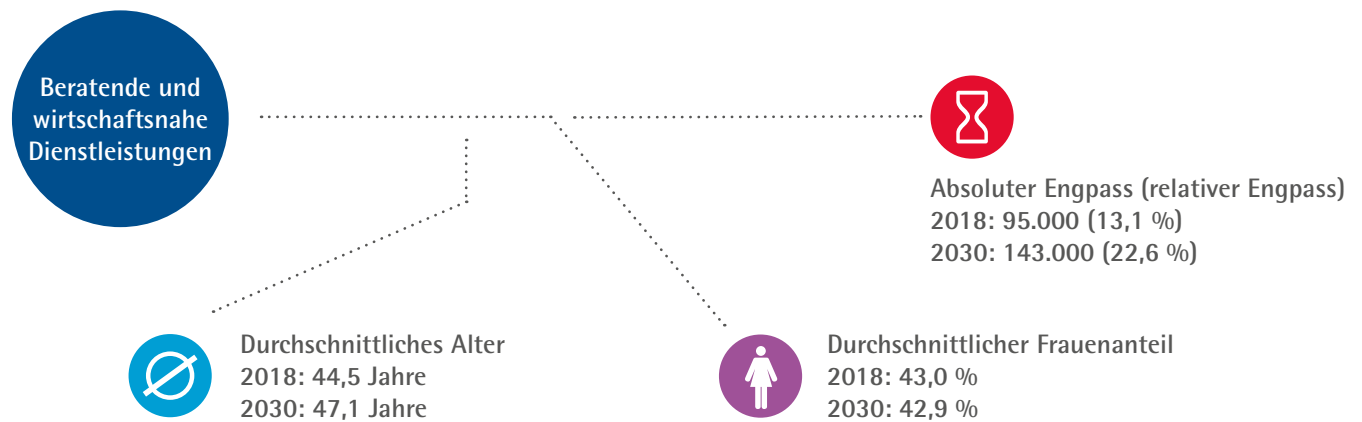 Beratende und
wirtschaftsnahe
Dienstleistungen
Absoluter Engpass (relativer Engpass)
2018: 95.000 (13,1 %)
2030: 143.000 (22,6 %)
Durchschnittliches Alter
2018: 44,5 Jahre
2030: 47,1 Jahre
Durchschnittlicher Frauenanteil
2018: 43,0 %
2030: 42,9 %